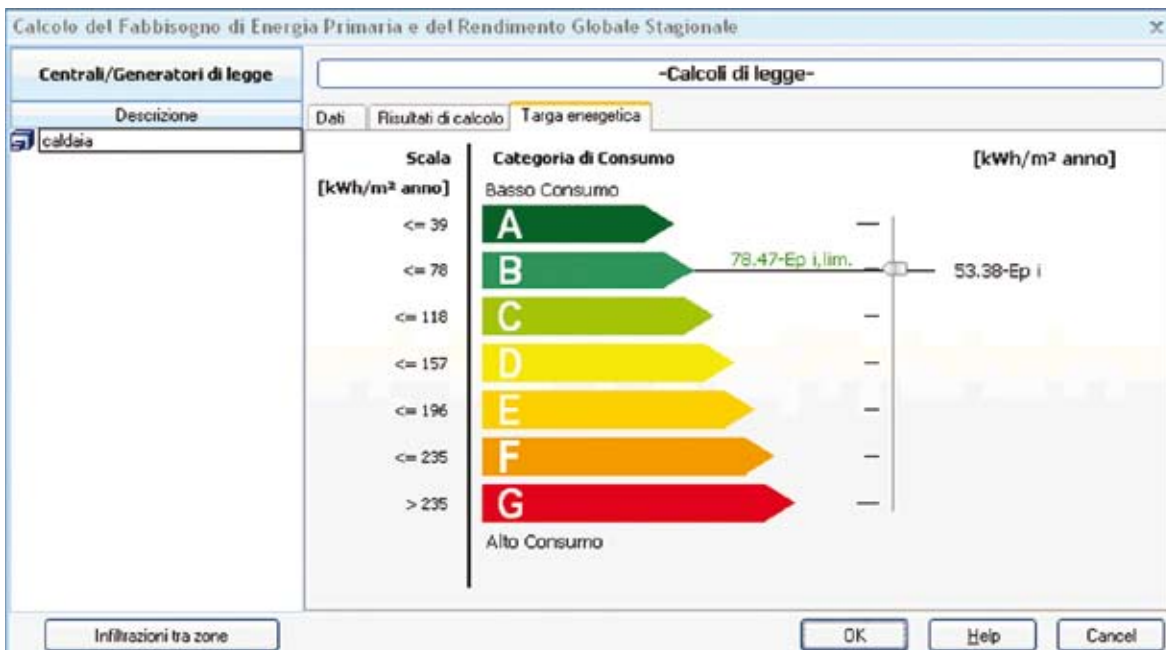 Calcolo del Fabbisogno di Energia Primaria e del Rendimento Globale Stagionale
Centrali/Generatori di legge
Descrizione
caldaia
-Calcoli di legge-
Dati
Risultati di calcolo
Targa energetica
Scala
[kWh/m² anno]
Categoria di Consumo
[kWh/m² anno]
Basso Consumo
<= 39
A
<= 78
B
78.47-Ep i,lim.
53.38-Ep i
<= 118
C
<= 157
D
<= 196
E
<= 235
F
> 235
G
Alto Consumo
Infiltrazioni tra zone
OK
Help
Cancel